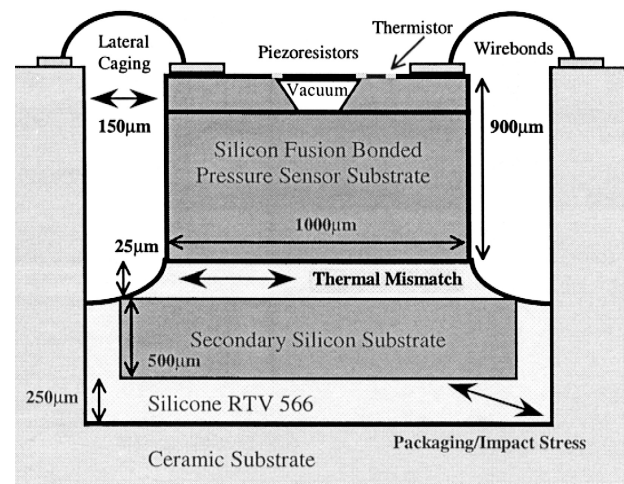 Lateral
Caging
Piezoresistors
Thermistor
Wirebonds
Vacuum
150μm
900μm
Silicon Fusion Bonded
Pressure Sensor Substrate
1000μm
25μm
Thermal Mismatch
Secondary Silicon Substrate
500μm
250μm
Silicone RTV 566
Packaging/Impact Stress
Ceramic Substrate